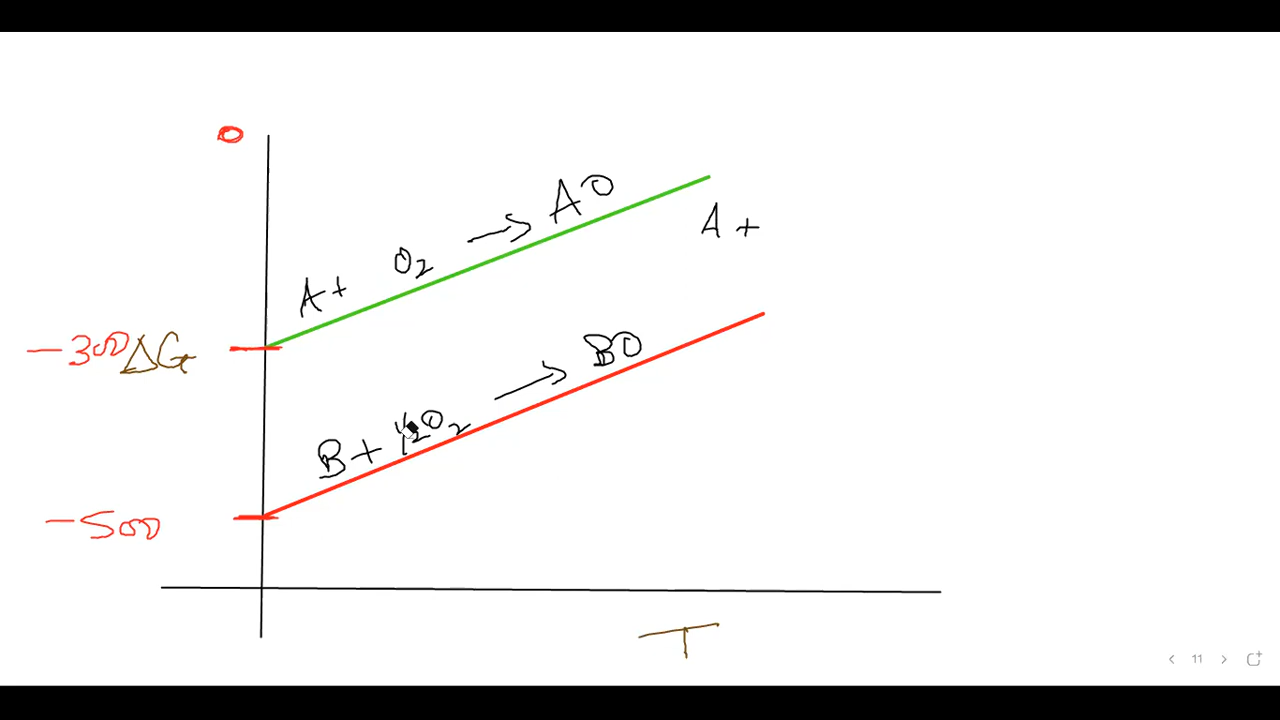 0
A + O₂ → AO
A +
-300 ΔG
B + ½O₂ → BO
-500
T
11